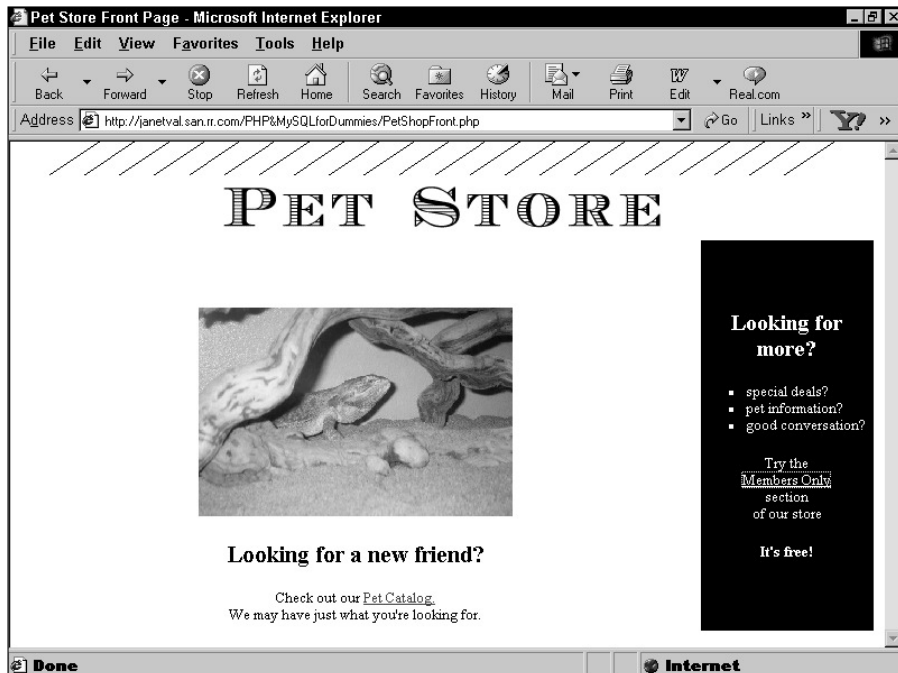 Pet Store Front Page - Microsoft Internet Explorer
File Edit View Favorites Tools Help
Back Forward Stop Refresh Home Search Favorites History Mail Print Edit Real.com
Address http://janetval.san.rr.com/PHP&MySQLforDummies/PetShopFront.php Go Links » Y! »
PET STORE
Looking for
more?
special deals?
pet information?
good conversation?
Try the
Members Only
section
of our store
It's free!
Looking for a new friend?
Check out our Pet Catalog.
We may have just what you're looking for.
Done Internet